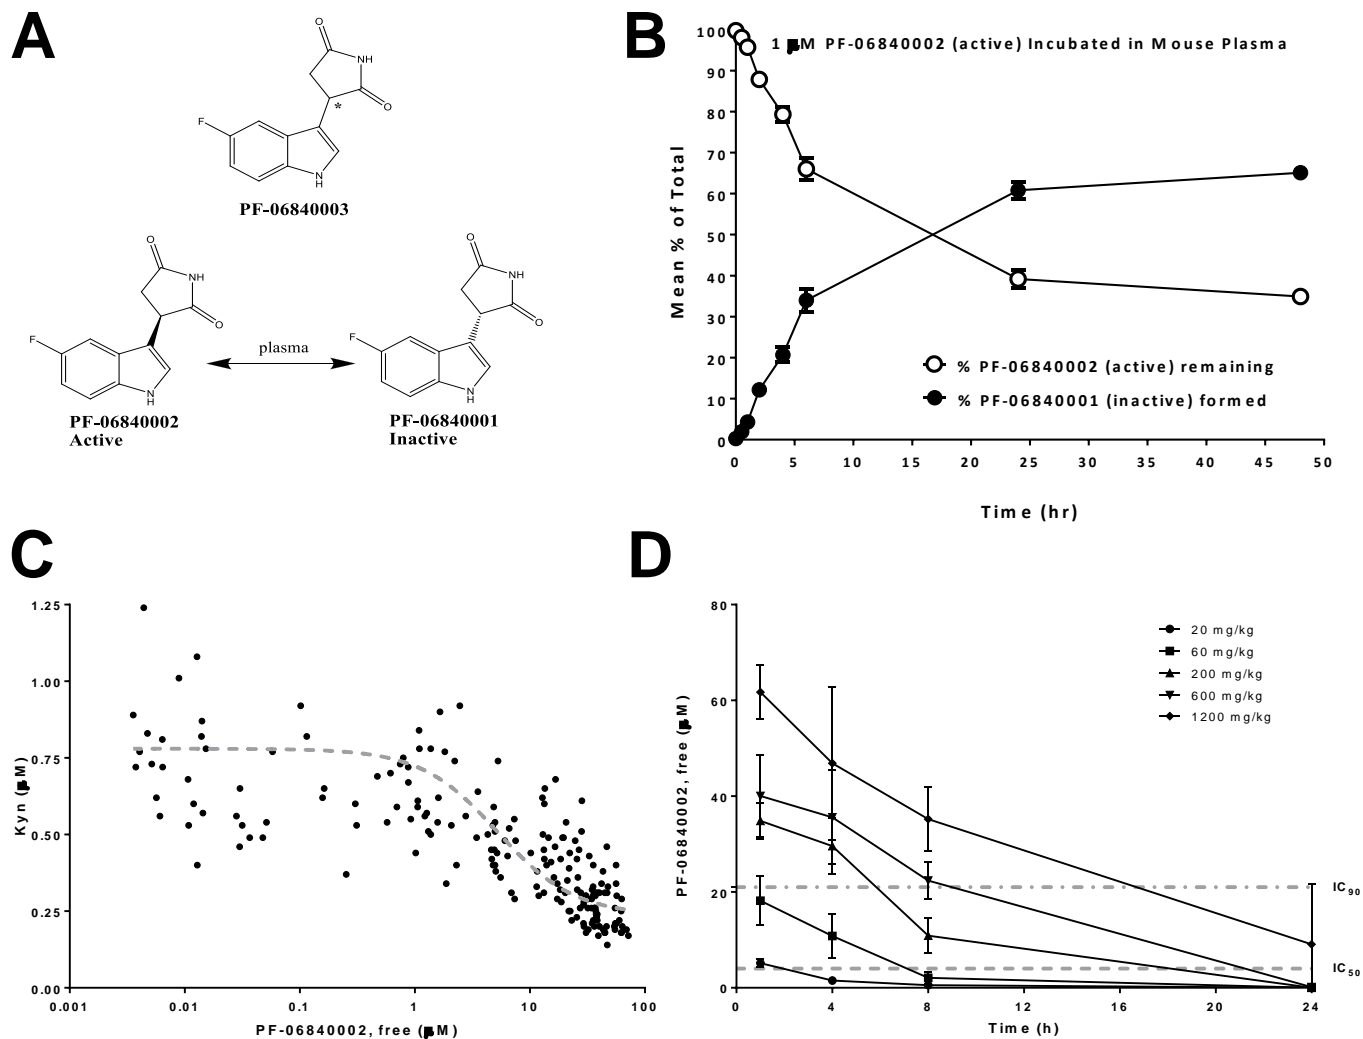 A
O
NH
O
*
F
N
H
PF-06840003
O
NH
O
F
N
H
PF-06840002
Active
plasma
O
NH
O
F
N
H
PF-06840001
Inactive
B
1 μM PF-06840002 (active) Incubated in Mouse Plasma
Mean % of Total
100
90
80
70
60
50
40
30
20
10
0
% PF-06840002 (active) remaining
% PF-06840001 (inactive) formed
0 5 10 15 20 25 30 35 40 45 50
Time (hr)
C
Kyn (μM)
1.25
1.00
0.75
0.50
0.25
0.00
0.001 0.01 0.1 1 10 100
PF-06840002, free (μM)
D
PF-06840002, free (μM)
80
60
40
20
0
20 mg/kg
60 mg/kg
200 mg/kg
600 mg/kg
1200 mg/kg
IC90
IC50
0 4 8 12 16 20 24
Time (h)